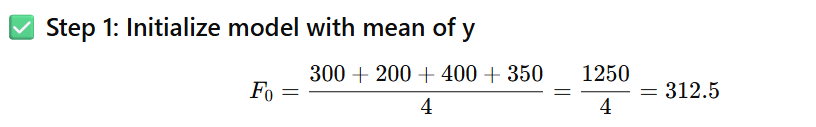 ✅ Step 1: Initialize model with mean of y
F₀ = (300 + 200 + 400 + 350) / 4 = 1250 / 4 = 312.5